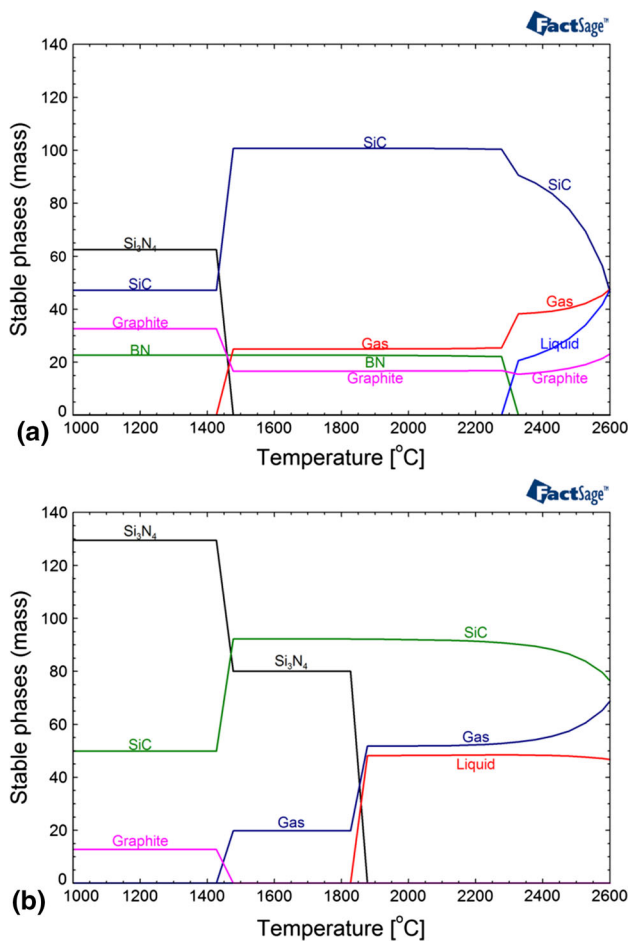 FactSage™
140
120
100
80
60
40
20
0
Stable phases (mass)
SiC
SiC
Si₃N₄
SiC
Graphite
BN
Gas
BN
Graphite
Gas
Liquid
Graphite
1000 1200 1400 1600 1800 2000 2200 2400 2600
(a)
Temperature [°C]
FactSage™
140
120
100
80
60
40
20
0
Stable phases (mass)
Si₃N₄
Si₃N₄
SiC
SiC
Gas
Liquid
Graphite
Gas
1000 1200 1400 1600 1800 2000 2200 2400 2600
(b)
Temperature [°C]